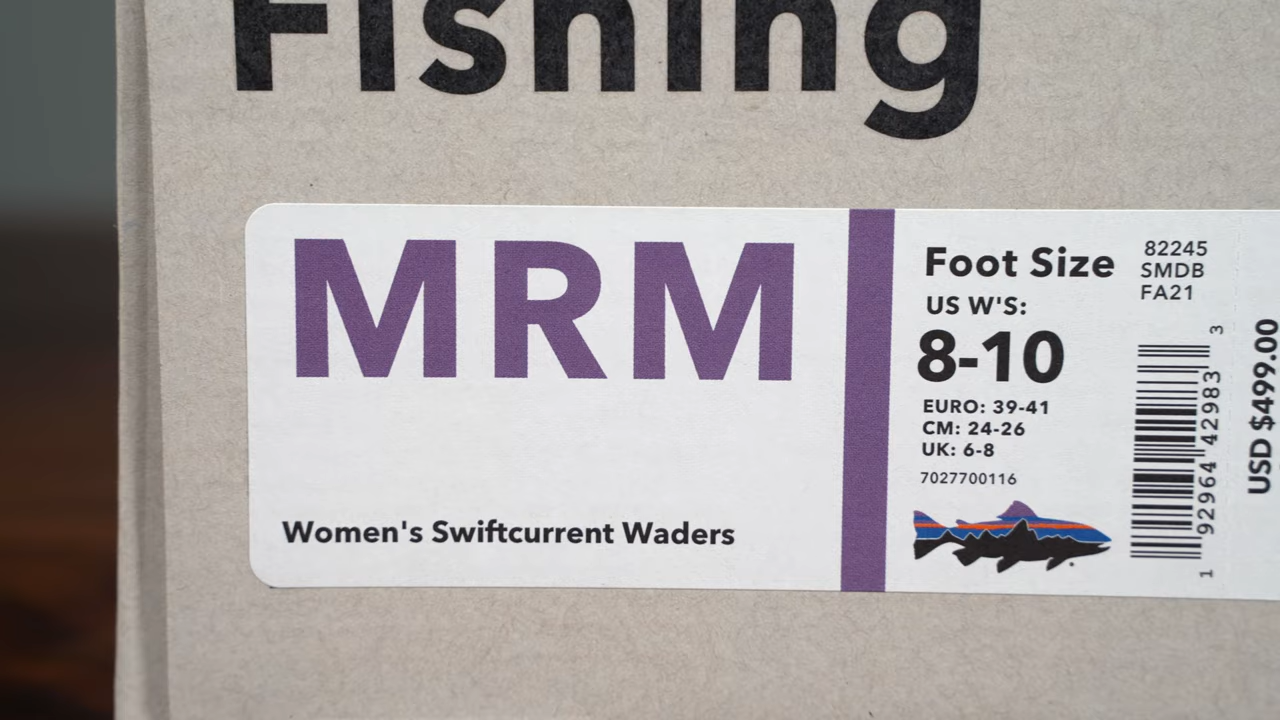 Fishing
MRM
Women's Swiftcurrent Waders
Foot Size
US W'S:
8-10
EURO: 39-41
CM: 24-26
UK: 6-8
7027700116
82245
SMDB
FA21
1 92964 42983 3
USD $499.00